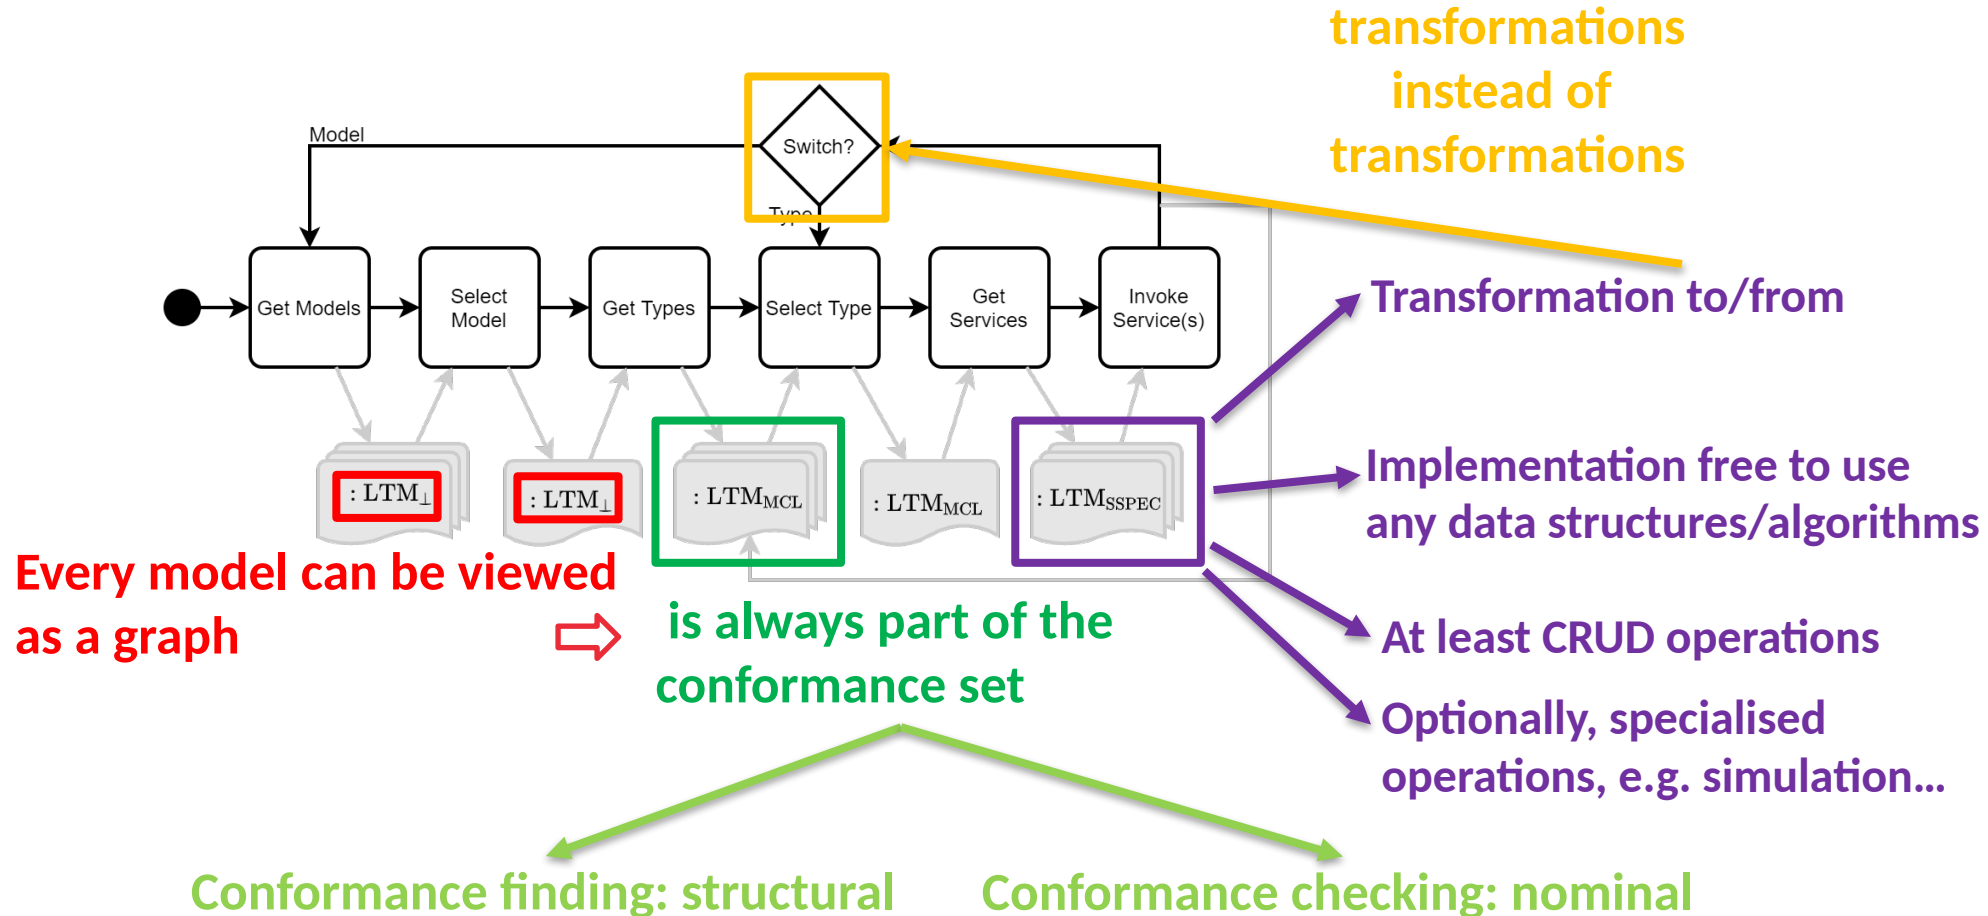 transformations
instead of
transformations
Model
Switch?
Type
Get Models
Select
Model
Get Types
Select Type
Get
Services
Invoke
Service(s)
Transformation to/from
: LTM⊥
: LTM⊥
: LTM_MCL
: LTM_MCL
: LTM_SSPEC
Implementation free to use
any data structures/algorithms
Every model can be viewed
as a graph
is always part of the
conformance set
At least CRUD operations
Optionally, specialised
operations, e.g. simulation…
Conformance finding: structural
Conformance checking: nominal